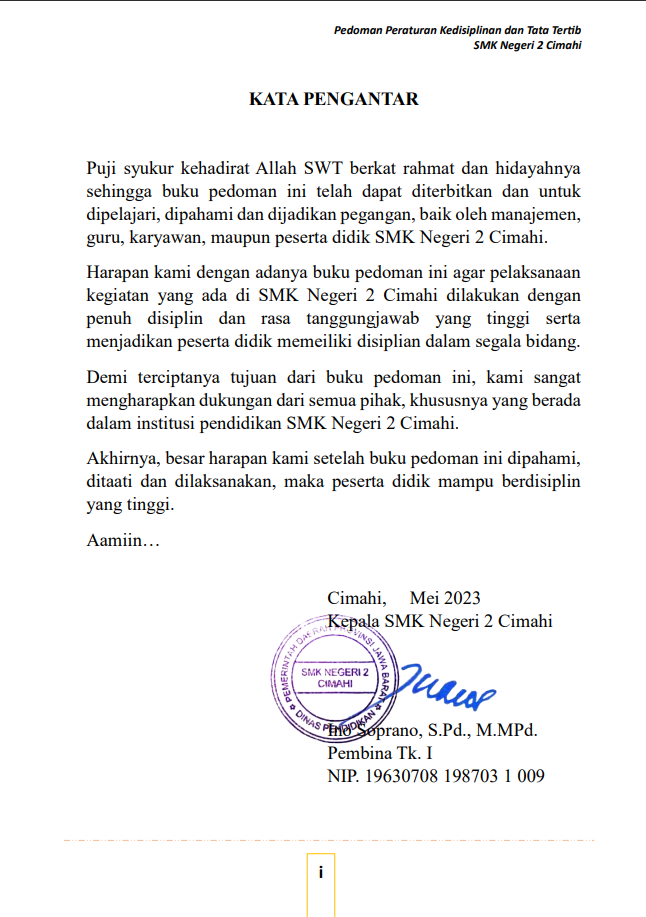 Pedoman Peraturan Kedisiplinan dan Tata Tertib
SMK Negeri 2 Cimahi
KATA PENGANTAR
Puji syukur kehadirat Allah SWT berkat rahmat dan hidayahnya
sehingga buku pedoman ini telah dapat diterbitkan dan untuk
dipelajari, dipahami dan dijadikan pegangan, baik oleh manajemen,
guru, karyawan, maupun peserta didik SMK Negeri 2 Cimahi.
Harapan kami dengan adanya buku pedoman ini agar pelaksanaan
kegiatan yang ada di SMK Negeri 2 Cimahi dilakukan dengan
penuh disiplin dan rasa tanggungjawab yang tinggi serta
menjadikan peserta didik memeiliki disiplian dalam segala bidang.
Demi terciptanya tujuan dari buku pedoman ini, kami sangat
mengharapkan dukungan dari semua pihak, khususnya yang berada
dalam institusi pendidikan SMK Negeri 2 Cimahi.
Akhirnya, besar harapan kami setelah buku pedoman ini dipahami,
ditaati dan dilaksanakan, maka peserta didik mampu berdisiplin
yang tinggi.
Aamiin…
Cimahi, Mei 2023
Kepala SMK Negeri 2 Cimahi
PEMERINTAH DAERAH PROVINSI JAWA BARAT
SMK NEGERI 2
CIMAHI
DINAS PENDIDIKAN
Ino Soprano, S.Pd., M.MPd.
Pembina Tk. I
NIP. 19630708 198703 1 009
i